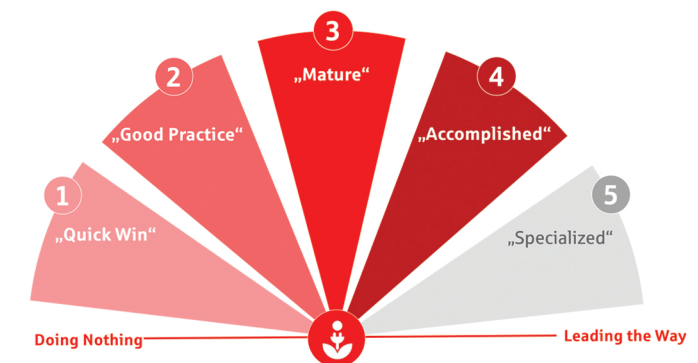 1
„Quick Win“
2
„Good Practice“
3
„Mature“
4
„Accomplished“
5
„Specialized“
Doing Nothing
Leading the Way